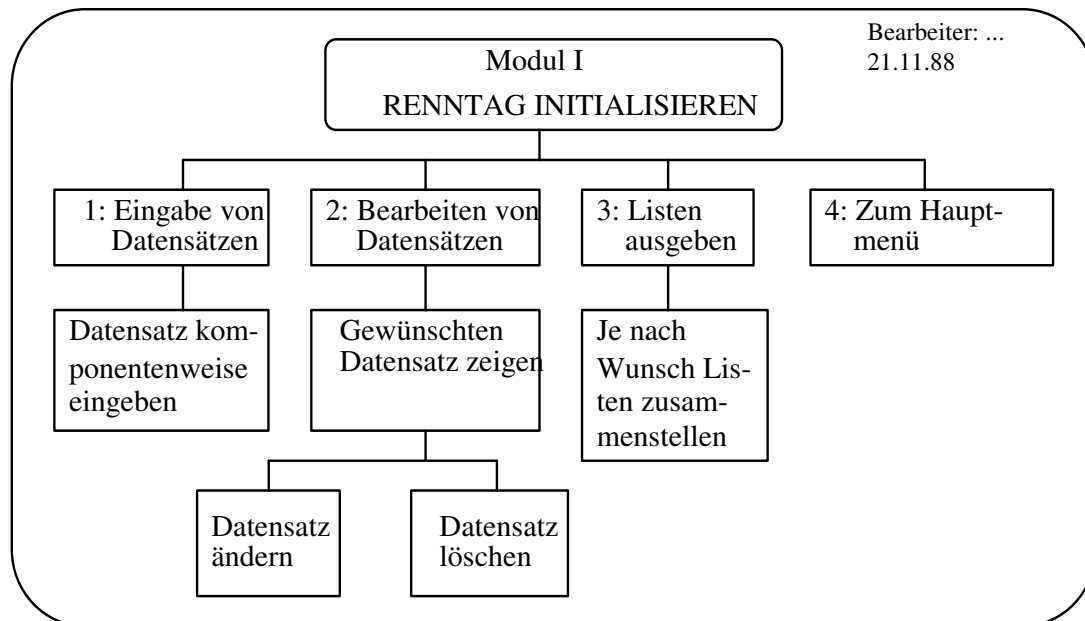 Bearbeiter: ...
21.11.88
Modul I
RENNTAG INITIALISIEREN
1: Eingabe von
Datensätzen
2: Bearbeiten von
Datensätzen
3: Listen
ausgeben
4: Zum Haupt-
menü
Datensatz kom-
ponentenweise
eingeben
Gewünschten
Datensatz zeigen
Je nach
Wunsch Lis-
ten zusam-
menstellen
Datensatz
ändern
Datensatz
löschen